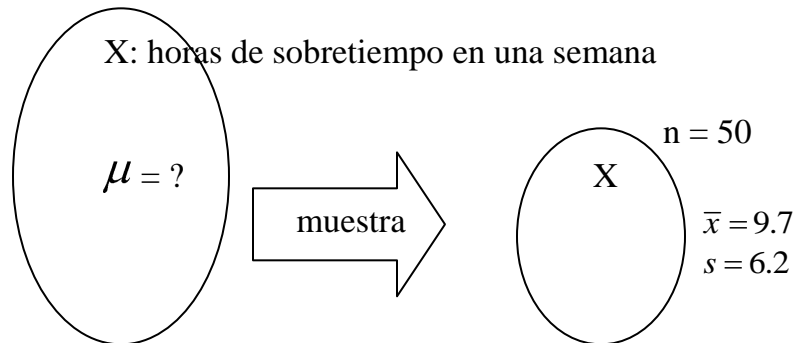 X: horas de sobretiempo en una semana
n = 50
μ = ?
X
muestra
x̅ = 9.7
s = 6.2